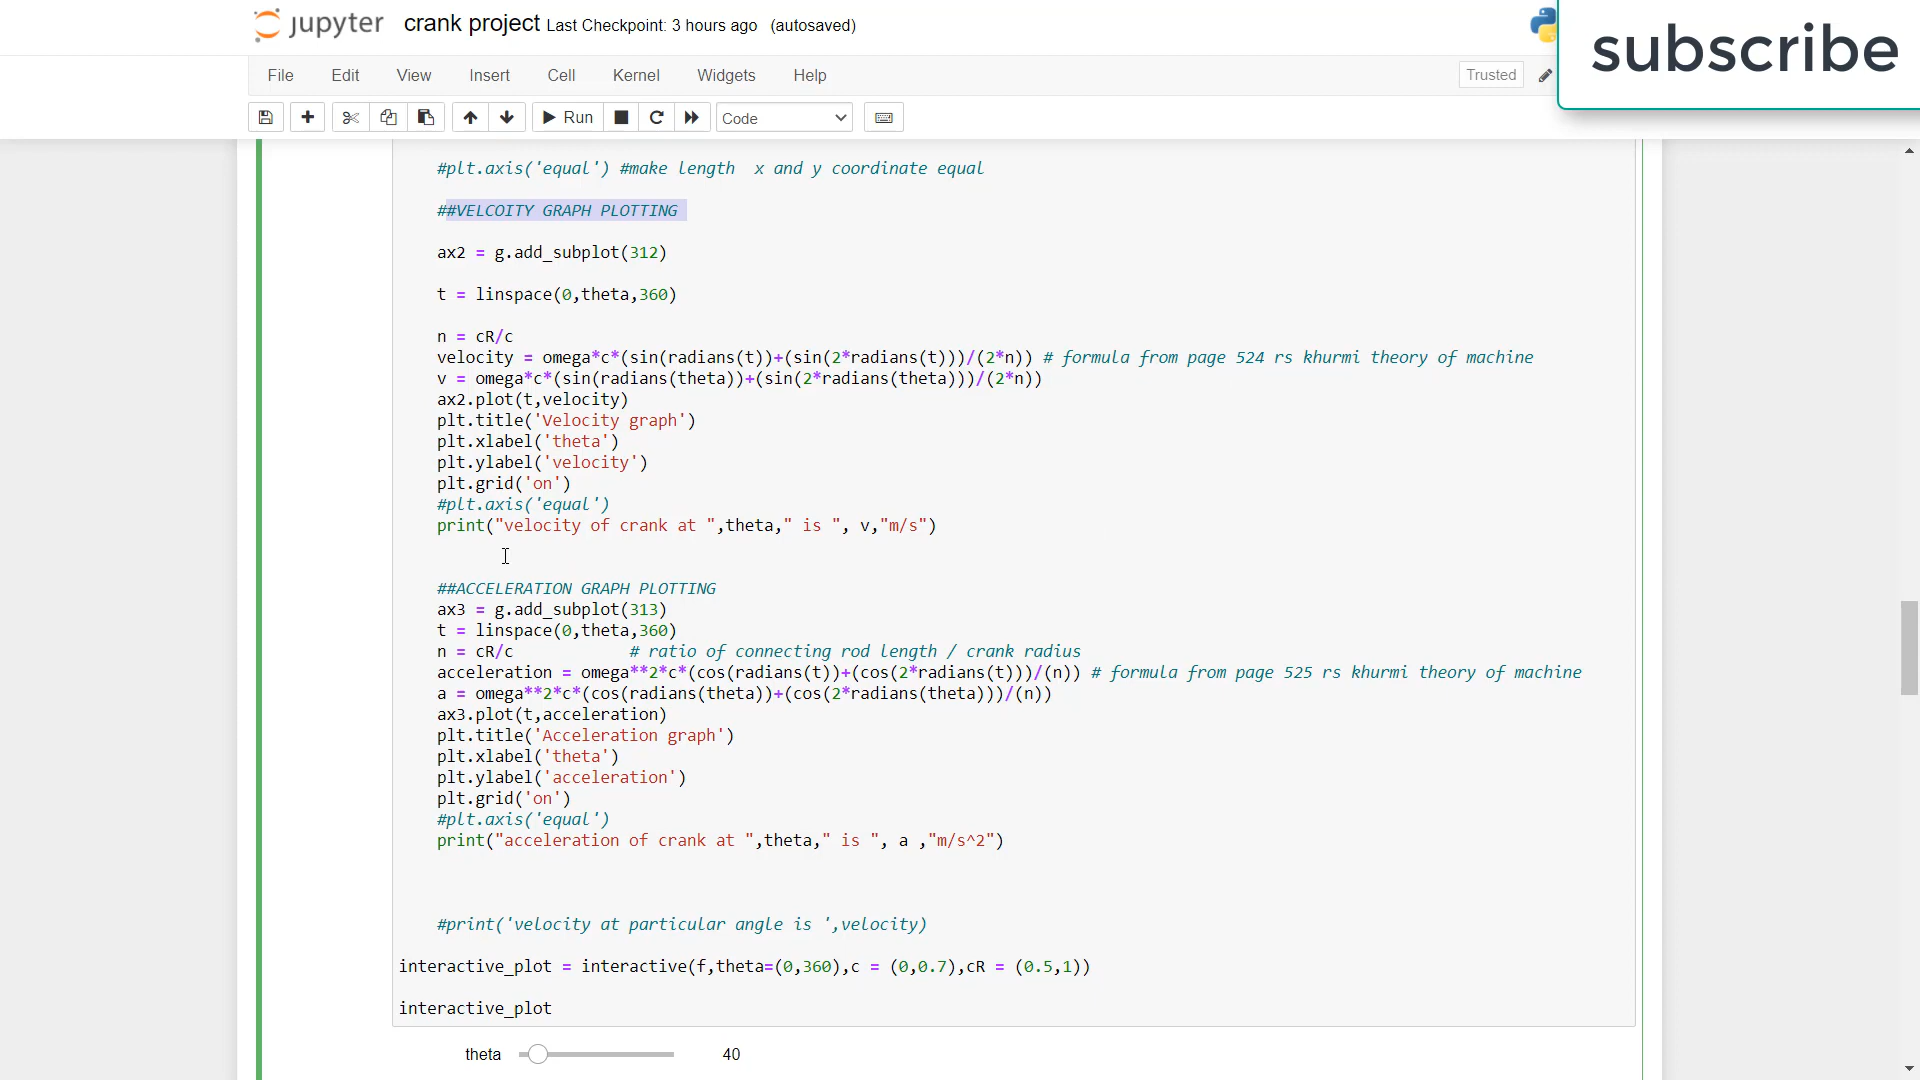 jupyter crank project Last Checkpoint: 3 hours ago (autosaved)
subscribe
File Edit View Insert Cell Kernel Widgets Help
Trusted
Run
Code
#plt.axis('equal') #make length  x and y coordinate equal
##VELCOITY GRAPH PLOTTING
ax2 = g.add_subplot(312)
t = linspace(0,theta,360)
n = cR/c
velocity = omega*c*(sin(radians(t))+(sin(2*radians(t)))/(2*n)) # formula from page 524 rs khurmi theory of machine
v = omega*c*(sin(radians(theta))+(sin(2*radians(theta)))/(2*n))
ax2.plot(t,velocity)
plt.title('Velocity graph')
plt.xlabel('theta')
plt.ylabel('velocity')
plt.grid('on')
#plt.axis('equal')
print("velocity of crank at ",theta," is ", v,"m/s")
##ACCELERATION GRAPH PLOTTING
ax3 = g.add_subplot(313)
t = linspace(0,theta,360)
n = cR/c            # ratio of connecting rod length / crank radius
acceleration = omega**2*c*(cos(radians(t))+(cos(2*radians(t)))/(n)) # formula from page 525 rs khurmi theory of machine
a = omega**2*c*(cos(radians(theta))+(cos(2*radians(theta)))/(n))
ax3.plot(t,acceleration)
plt.title('Acceleration graph')
plt.xlabel('theta')
plt.ylabel('acceleration')
plt.grid('on')
#plt.axis('equal')
print("acceleration of crank at ",theta," is ", a ,"m/s^2")
#print('velocity at particular angle is ',velocity)
interactive_plot = interactive(f,theta=(0,360),c = (0,0.7),cR = (0.5,1))
interactive_plot
theta 40